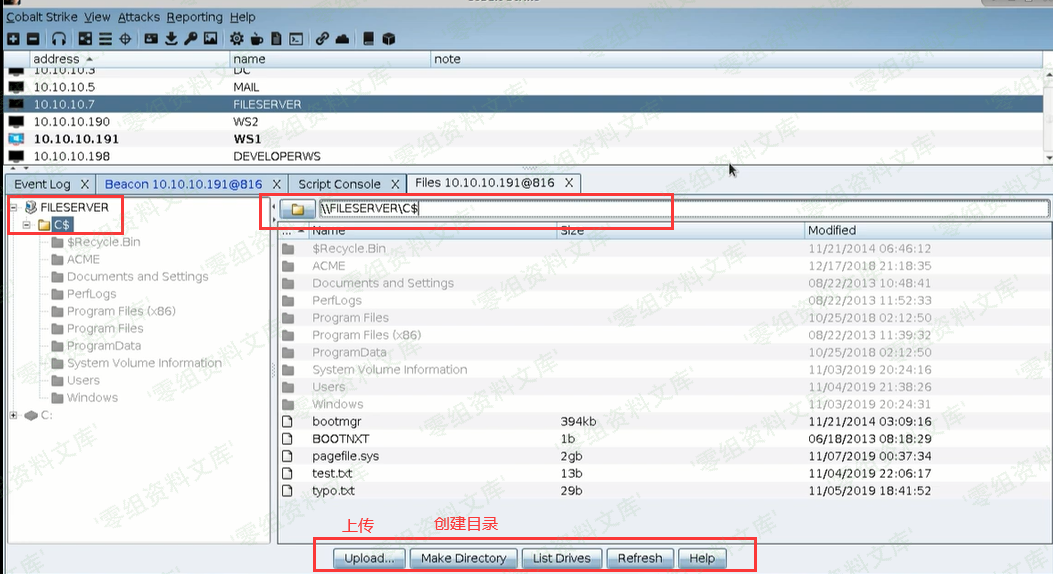 Cobalt Strike
Cobalt Strike View Attacks Reporting Help
address name note
10.10.10.3 DC
10.10.10.5 MAIL
10.10.10.7 FILESERVER
10.10.10.190 WS2
10.10.10.191 WS1
10.10.10.198 DEVELOPERWS
Event Log X Beacon 10.10.10.191@816 X Script Console X Files 10.10.10.191@816 X
FILESERVER
C$
$Recycle.Bin
ACME
Documents and Settings
PerfLogs
Program Files (x86)
Program Files
ProgramData
System Volume Information
Users
Windows
C:
\\FILESERVER\C$
... Name Size Modified
$Recycle.Bin 11/21/2014 06:46:12
ACME 12/17/2018 21:18:35
Documents and Settings 08/22/2013 10:48:41
PerfLogs 08/22/2013 11:52:33
Program Files 10/25/2018 02:12:50
Program Files (x86) 08/22/2013 11:39:32
ProgramData 10/25/2018 02:12:50
System Volume Information 11/03/2019 20:24:16
Users 11/04/2019 21:38:26
Windows 11/03/2019 20:24:31
bootmgr 394kb 11/21/2014 03:09:16
BOOTNXT 1b 06/18/2013 08:18:29
pagefile.sys 2gb 11/07/2019 00:37:34
test.txt 13b 11/04/2019 22:06:17
typo.txt 29b 11/05/2019 18:41:52
上传 创建目录
Upload... Make Directory List Drives Refresh Help
'零组资料文库'